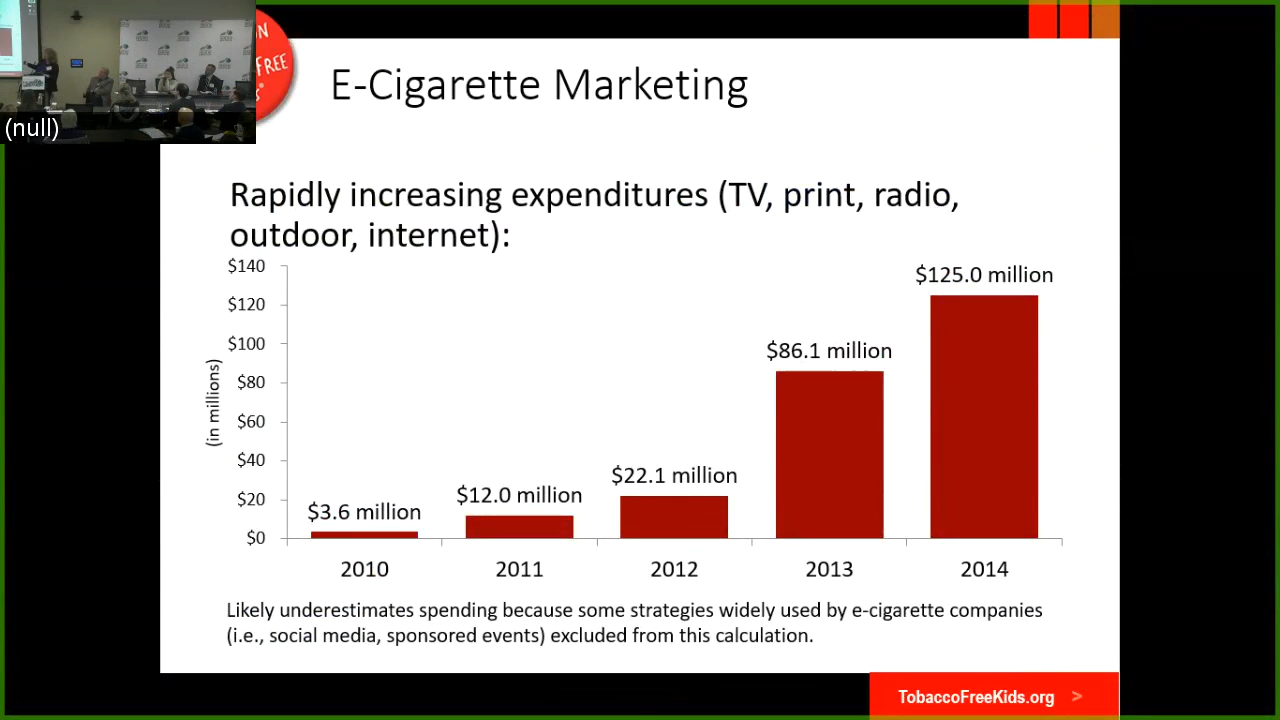 (null)
E-Cigarette Marketing
Rapidly increasing expenditures (TV, print, radio,
outdoor, internet):
$140
$120
$100
$80
$60
$40
$20
$0
(in millions)
$3.6 million
$12.0 million
$22.1 million
$86.1 million
$125.0 million
2010
2011
2012
2013
2014
Likely underestimates spending because some strategies widely used by e-cigarette companies
(i.e., social media, sponsored events) excluded from this calculation.
TobaccoFreeKids.org >